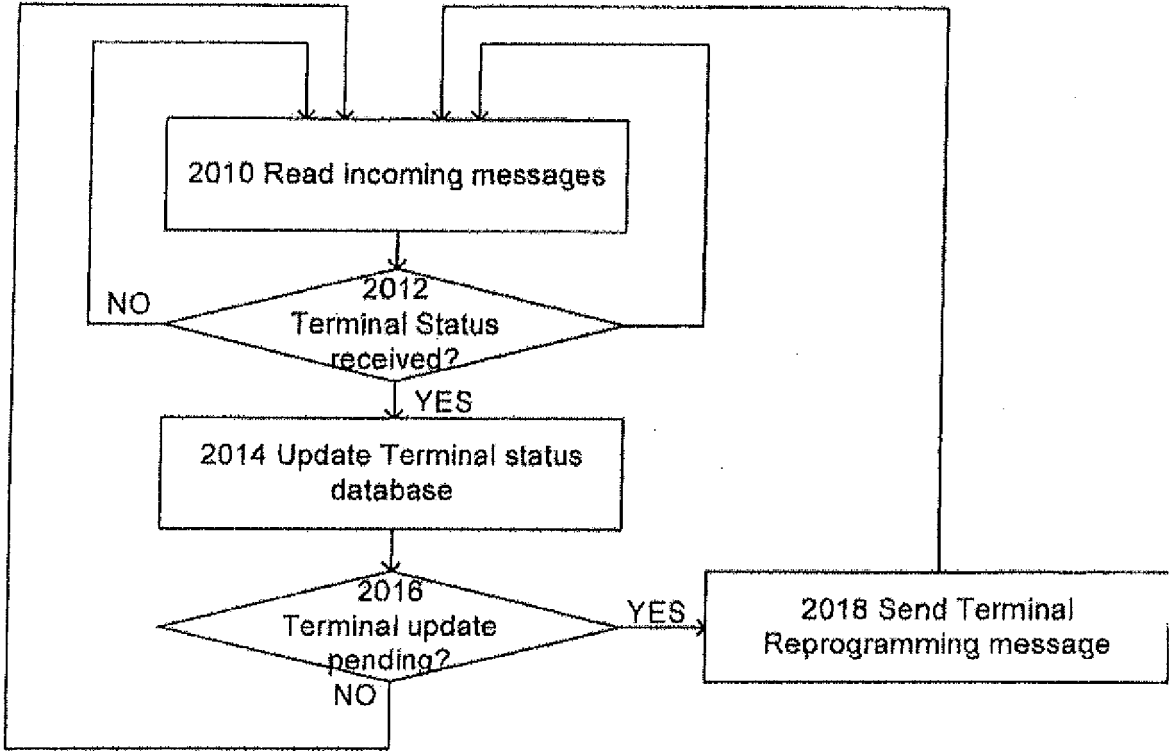 2010 Read incoming messages
2012
Terminal Status
received?
NO
YES
2014 Update Terminal status
database
2016
Terminal update
pending?
YES
NO
2018 Send Terminal
Reprogramming message